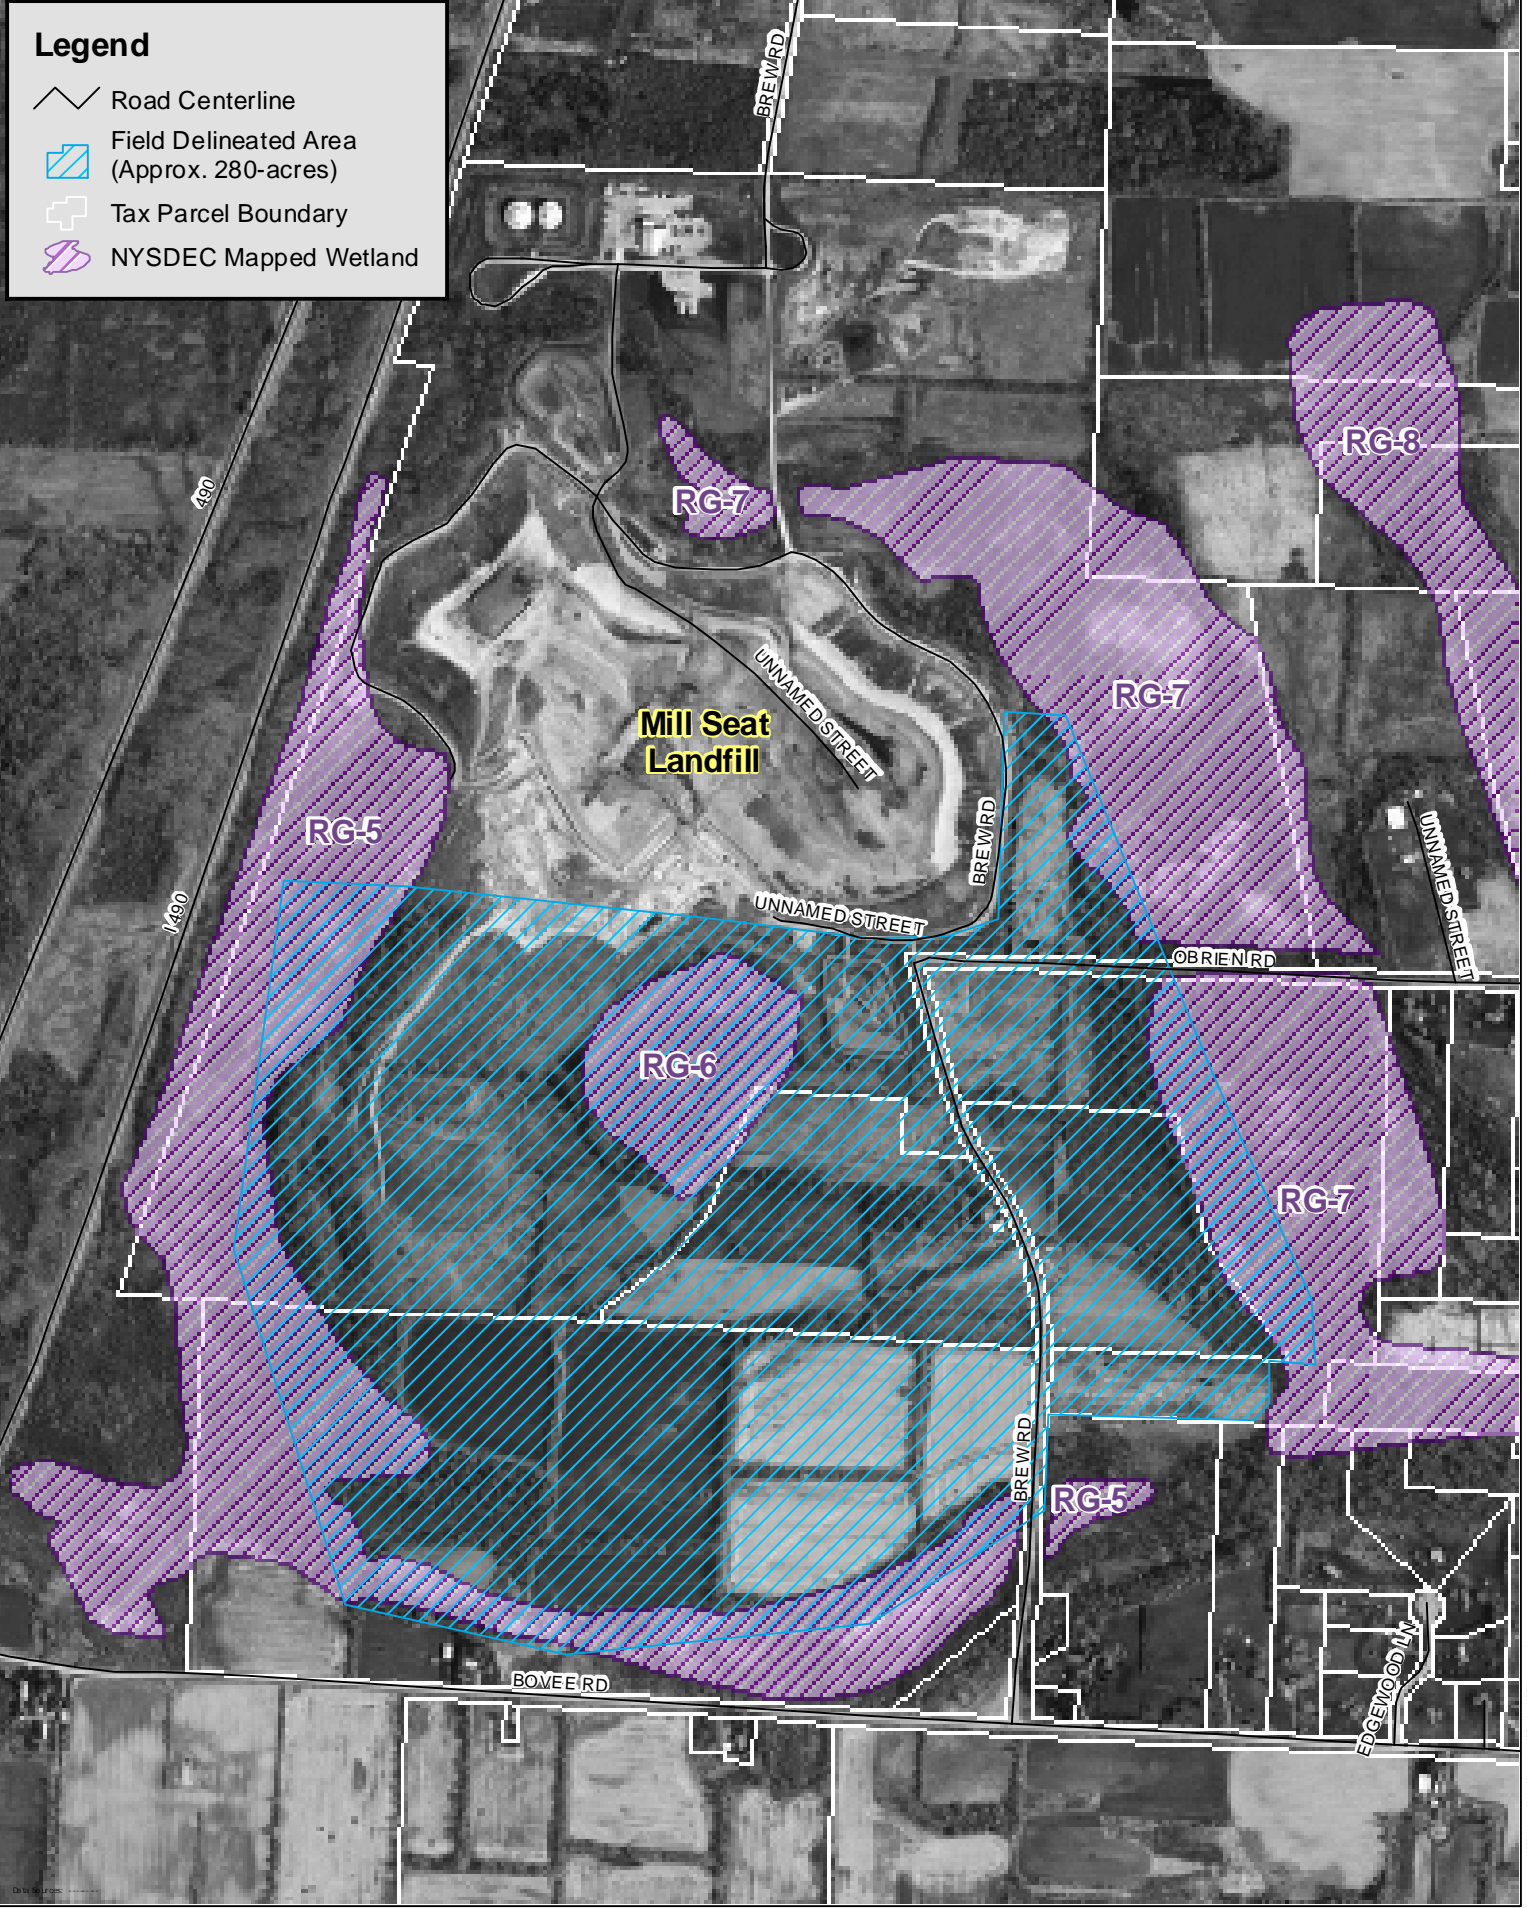 Legend
Road Centerline
Field Delineated Area
(Approx. 280-acres)
Tax Parcel Boundary
NYSDEC Mapped Wetland
BREW RD
490
RG-8
RG-7
RG-7
UNNAMED STREET
Mill Seat
Landfill
RG-5
BREW RD
UNNAMED STREET
I 490
UNNAMED STREET
OBRIEN RD
RG-6
RG-7
BREW RD
RG-5
BOVEE RD
EDGEWOOD LN
Data Sources: